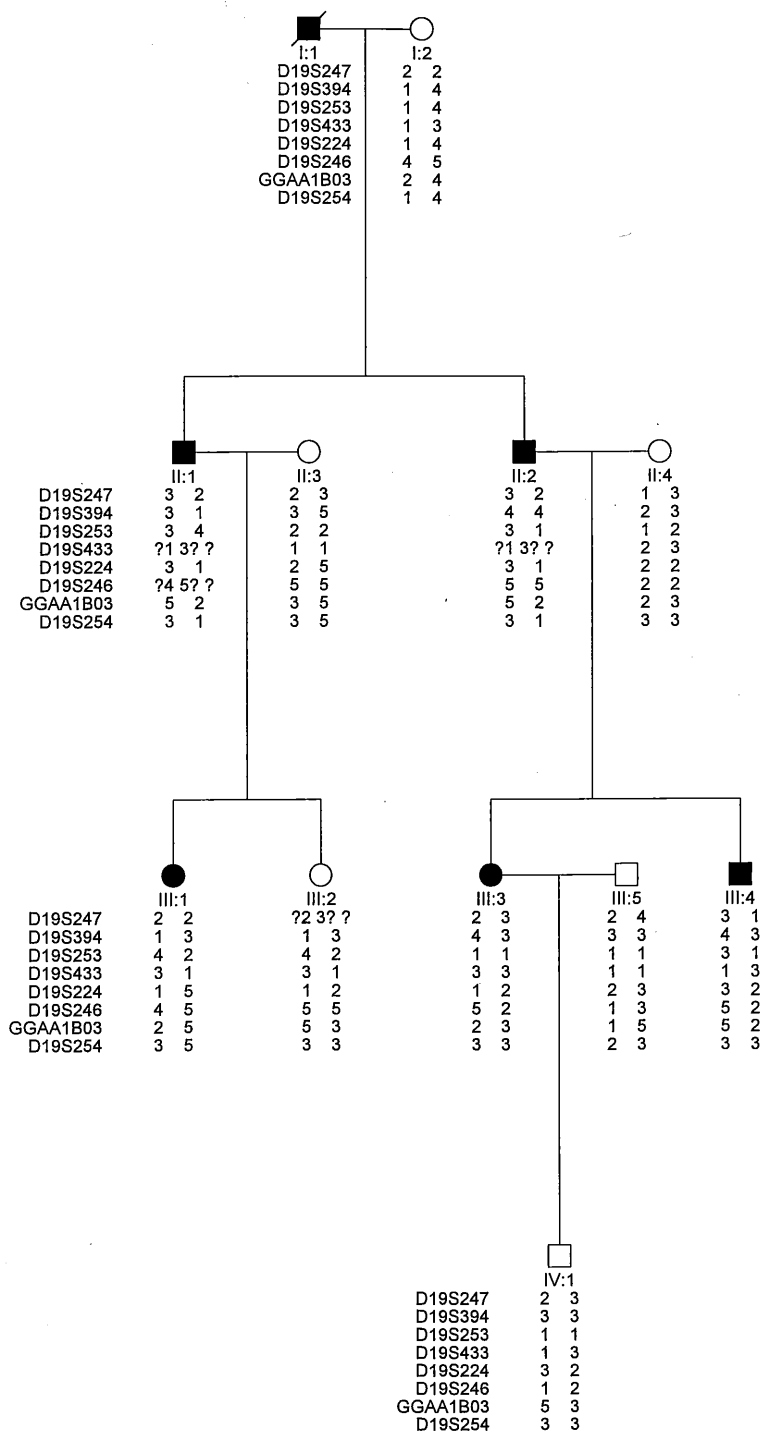 I:1 I:2
D19S247 2 2
D19S394 1 4
D19S253 1 4
D19S433 1 3
D19S224 1 4
D19S246 4 5
GGAA1B03 2 4
D19S254 1 4
II:1 II:3 II:2 II:4
D19S247 3 2 2 3 3 2 1 3
D19S394 3 1 3 5 4 4 2 3
D19S253 3 4 2 2 3 1 1 2
D19S433 ?1 3? ? 1 1 ?1 3? ? 2 3
D19S224 3 1 2 5 3 1 2 2
D19S246 ?4 5? ? 5 5 5 5 2 2
GGAA1B03 5 2 3 5 5 2 2 3
D19S254 3 1 3 5 3 1 3 3
III:1 III:2 III:3 III:5 III:4
D19S247 2 2 ?2 3? ? 2 3 2 4 3 1
D19S394 1 3 1 3 4 3 3 3 4 3
D19S253 4 2 4 2 1 1 1 1 3 1
D19S433 3 1 3 1 3 3 1 1 1 3
D19S224 1 5 1 2 1 2 2 3 3 2
D19S246 4 5 5 5 5 2 1 3 5 2
GGAA1B03 2 5 5 3 2 3 1 5 5 2
D19S254 3 5 3 3 3 3 2 3 3 3
IV:1
D19S247 2 3
D19S394 3 3
D19S253 1 1
D19S433 1 3
D19S224 3 2
D19S246 1 2
GGAA1B03 5 3
D19S254 3 3